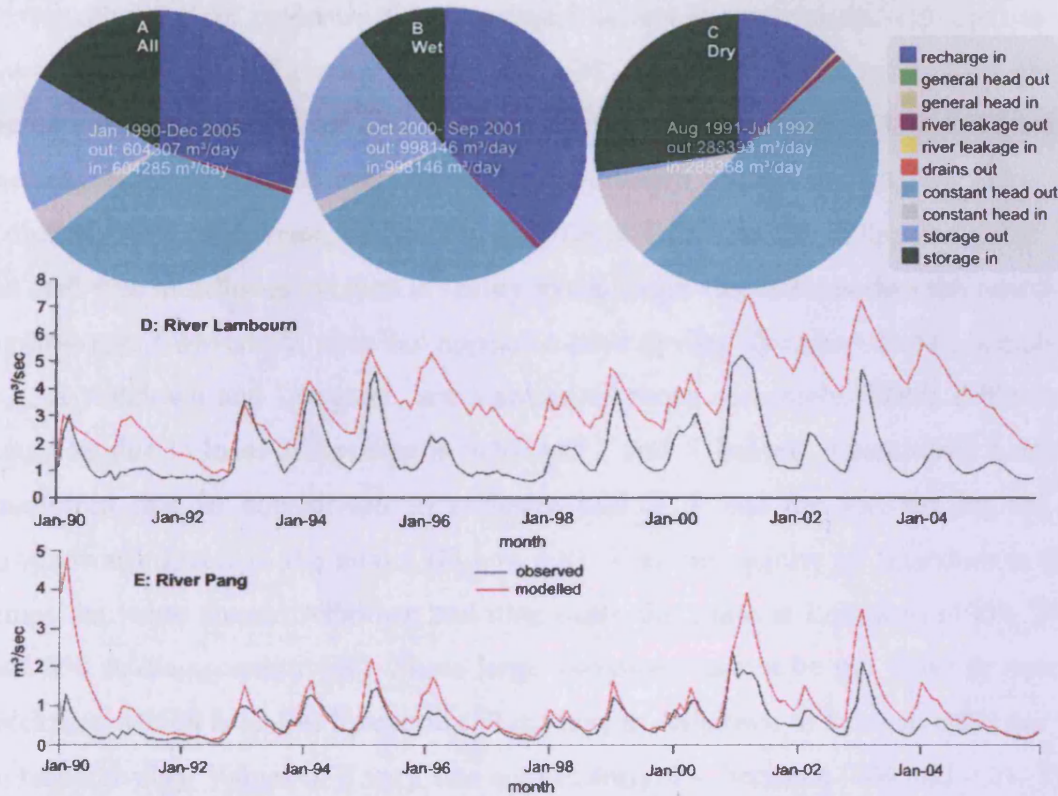 A
All
Jan 1990-Dec 2005
out: 604307 m³/day
in: 604285 m³/day
B
Wet
Oct 2000- Sep 2001
out: 998146 m³/day
in:998146 m³/day
C
Dry
Aug 1991-Jul 1992
out:288393 m³/day
in:288368 m³/day
recharge in
general head out
general head in
river leakage out
river leakage in
drains out
constant head out
constant head in
storage out
storage in
D: River Lambourn
m³/sec
8
7
6
5
4
3
2
1
0
Jan-90 Jan-92 Jan-94 Jan-96 Jan-98 Jan-00 Jan-02 Jan-04
month
E: River Pang
observed
modelled
m³/sec
5
4
3
2
1
0
Jan-90 Jan-92 Jan-94 Jan-96 Jan-98 Jan-00 Jan-02 Jan-04
month